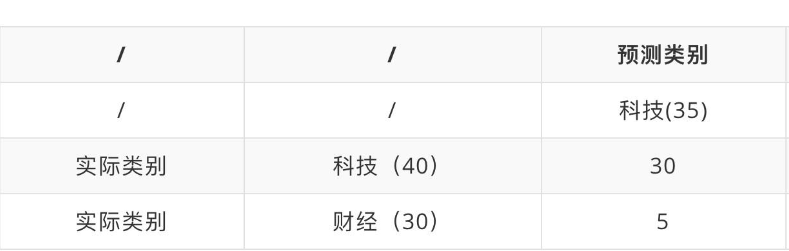 / / 预测类别
/ / 科技(35)
实际类别 科技（40） 30
实际类别 财经（30） 5